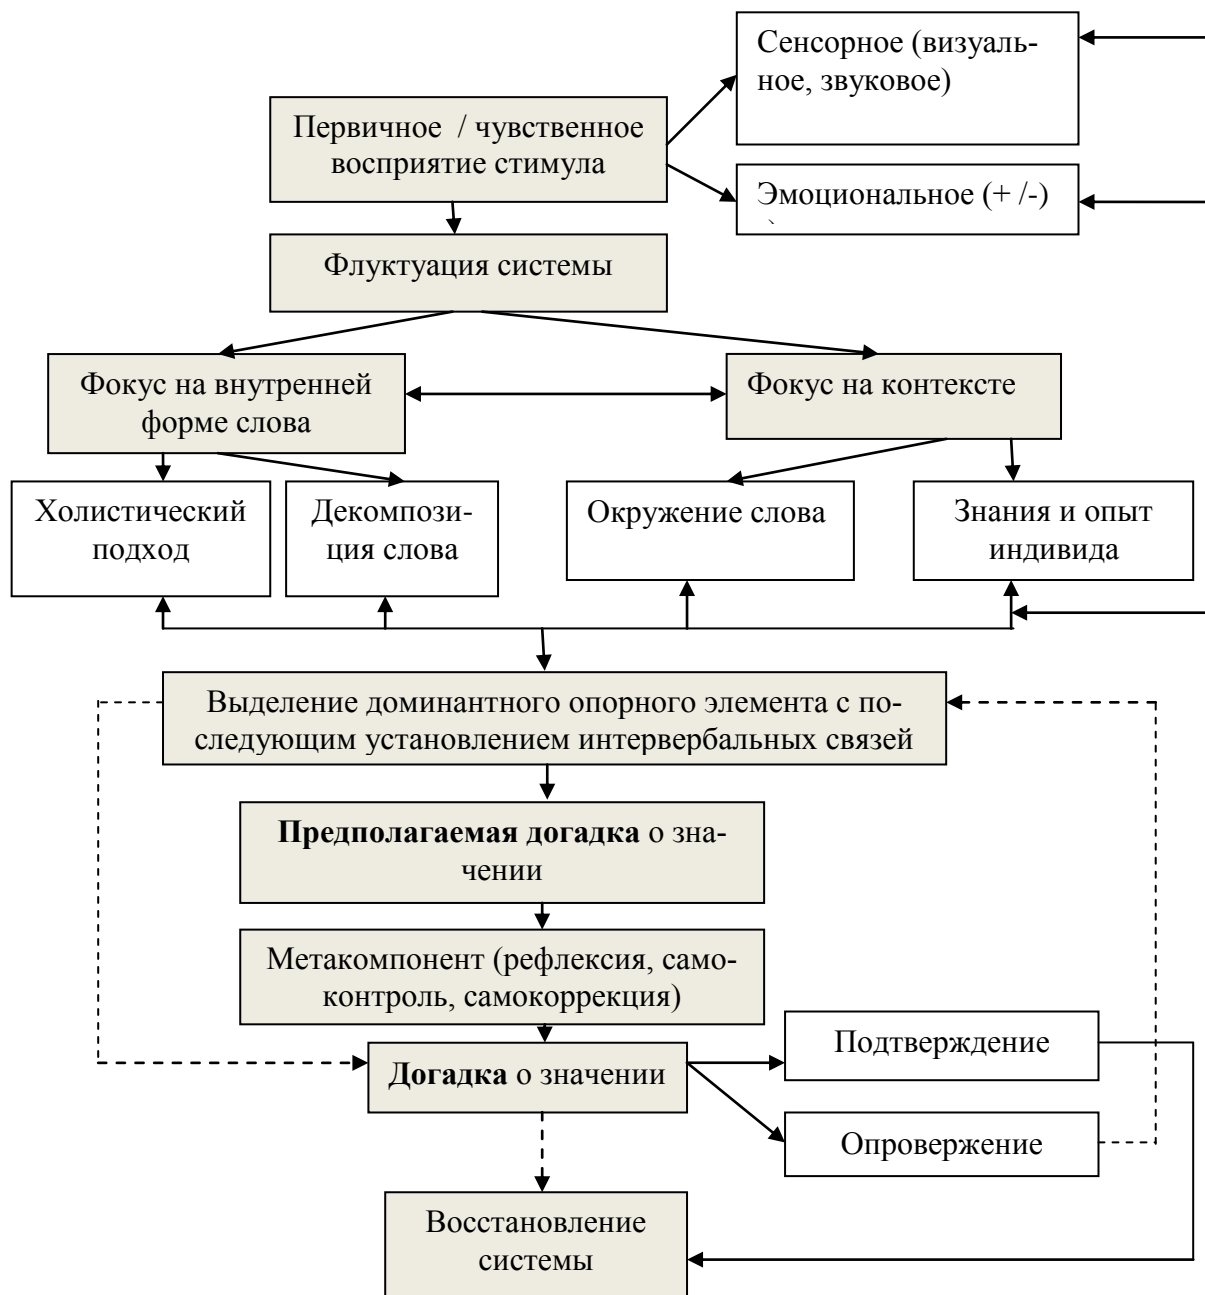 Сенсорное (визуаль-
ное, звуковое)
Первичное / чувственное
восприятие стимула
Эмоциональное (+ /-)
Флуктуация системы
Фокус на внутренней
форме слова
Фокус на контексте
Холистический
подход
Декомпози-
ция слова
Окружение слова
Знания и опыт
индивида
Выделение доминантного опорного элемента с по-
следующим установлением интервербальных связей
Предполагаемая догадка о зна-
чении
Метакомпонент (рефлексия, само-
контроль, самокоррекция)
Подтверждение
Догадка о значении
Опровержение
Восстановление
системы